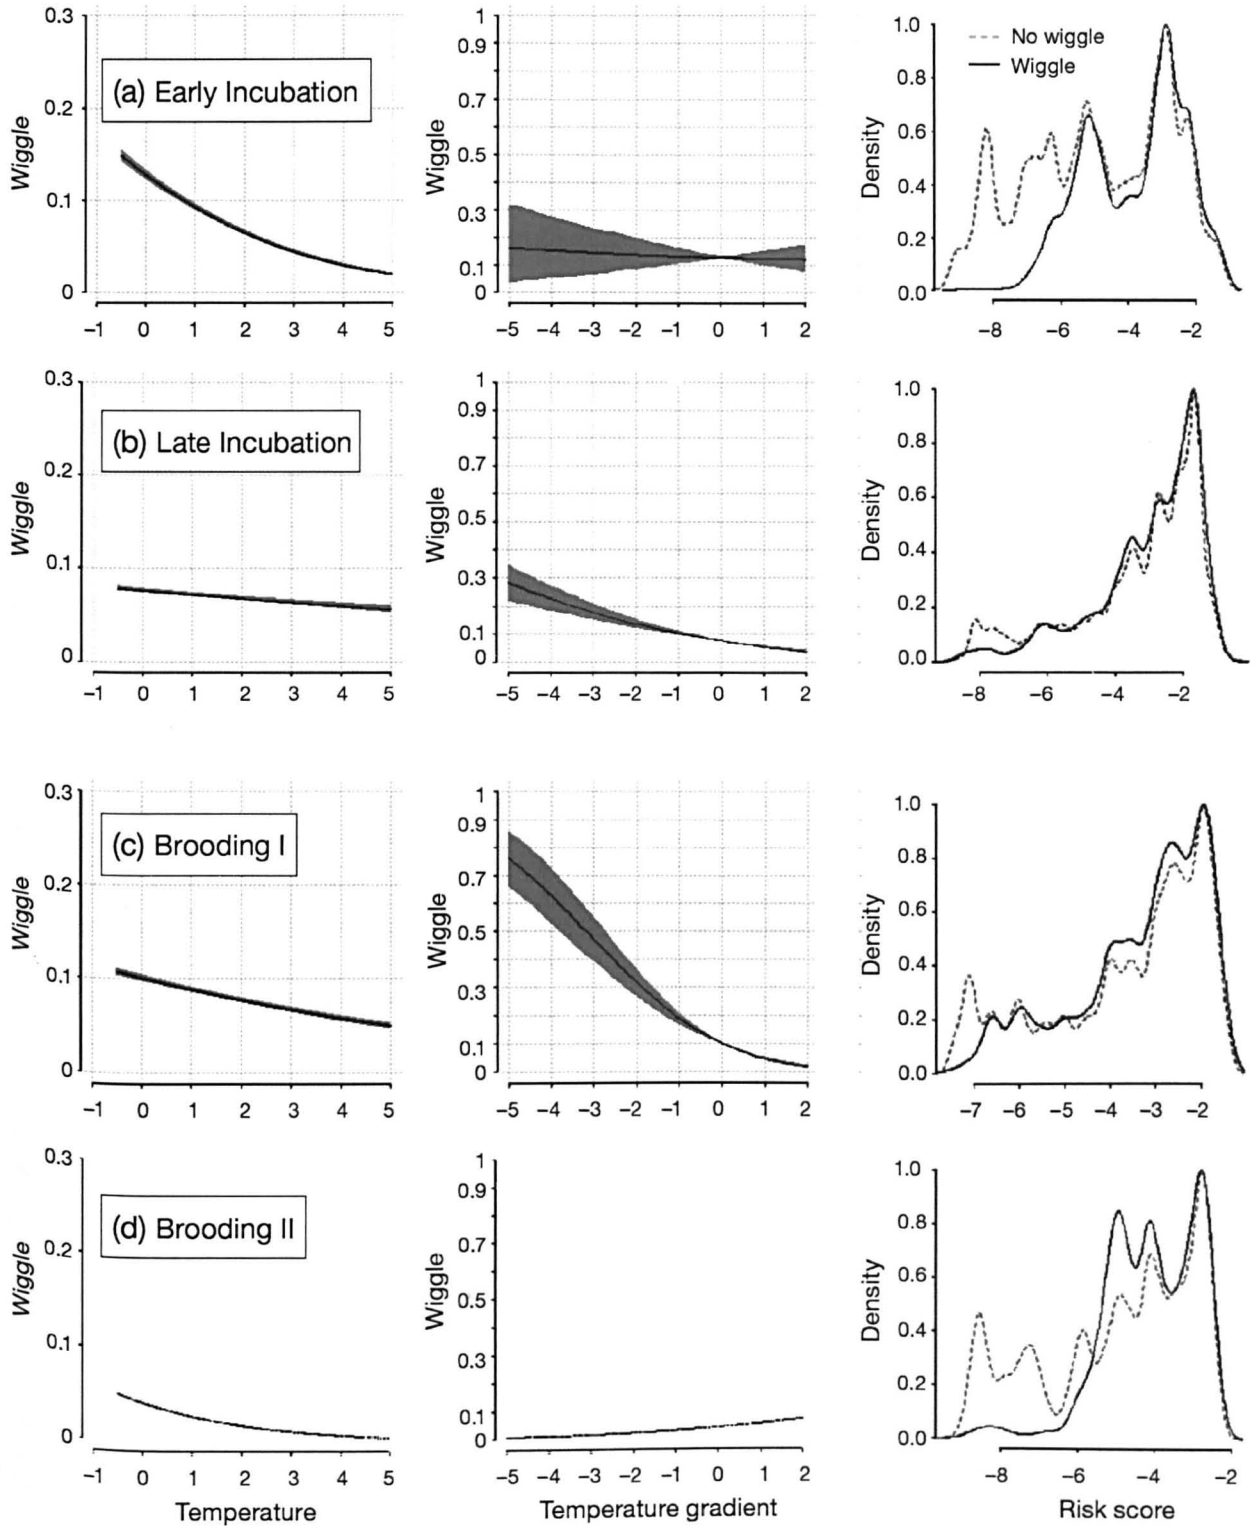 0.3
0.2
0.1
0
Wiggle
(a) Early Incubation
−1 0 1 2 3 4 5
1
0.9
0.7
0.5
0.3
0.1
0
Wiggle
−5 −4 −3 −2 −1 0 1 2
1.0
0.8
0.6
0.4
0.2
0.0
Density
No wiggle
Wiggle
−8 −6 −4 −2
0.3
0.2
0.1
0
Wiggle
(b) Late Incubation
−1 0 1 2 3 4 5
1
0.9
0.7
0.5
0.3
0.1
0
Wiggle
−5 −4 −3 −2 −1 0 1 2
1.0
0.8
0.6
0.4
0.2
0.0
Density
−8 −6 −4 −2
0.3
0.2
0.1
0
Wiggle
(c) Brooding I
−1 0 1 2 3 4 5
1
0.9
0.7
0.5
0.3
0.1
0
Wiggle
−5 −4 −3 −2 −1 0 1 2
1.0
0.8
0.6
0.4
0.2
0.0
Density
−7 −6 −5 −4 −3 −2
0.3
0.2
0.1
0
Wiggle
(d) Brooding II
−1 0 1 2 3 4 5
Temperature
1
0.9
0.7
0.5
0.3
0.1
0
Wiggle
−5 −4 −3 −2 −1 0 1 2
Temperature gradient
1.0
0.8
0.6
0.4
0.2
0.0
Density
−8 −6 −4 −2
Risk score